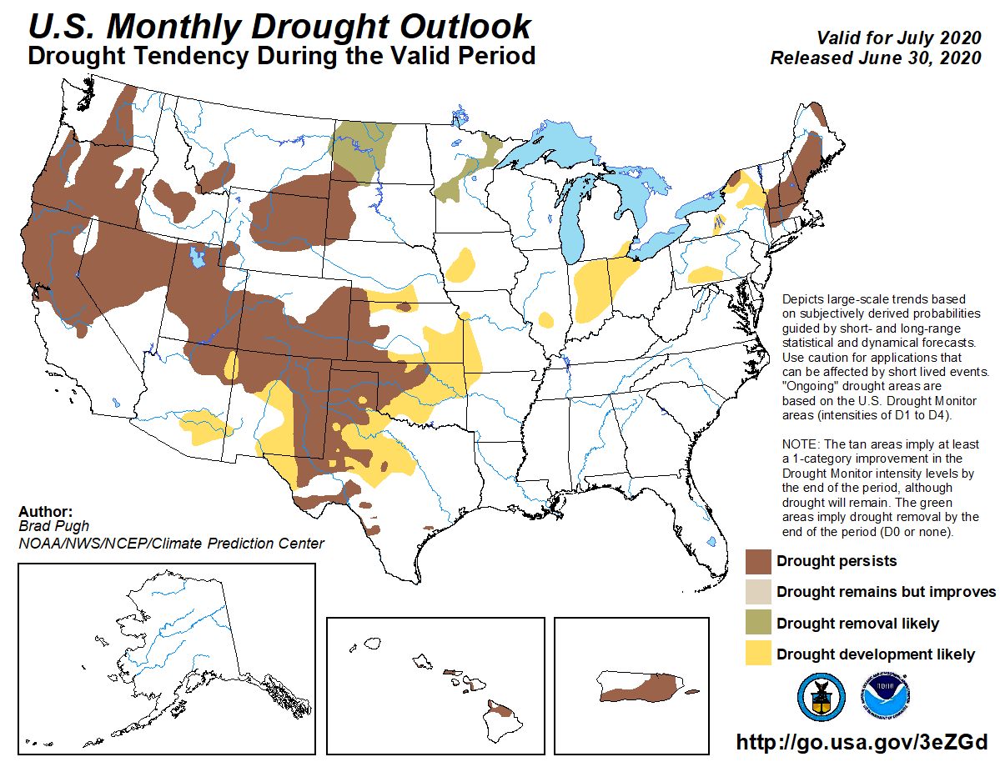 U.S. Monthly Drought Outlook
Drought Tendency During the Valid Period
Valid for July 2020
Released June 30, 2020
Depicts large-scale trends based
on subjectively derived probabilities
guided by short- and long-range
statistical and dynamical forecasts.
Use caution for applications that
can be affected by short lived events.
"Ongoing" drought areas are
based on the U.S. Drought Monitor
areas (intensities of D1 to D4).
NOTE: The tan areas imply at least
a 1-category improvement in the
Drought Monitor intensity levels by
the end of the period, although
drought will remain. The green
areas imply drought removal by the
end of the period (D0 or none).
Author:
Brad Pugh
NOAA/NWS/NCEP/Climate Prediction Center
Drought persists
Drought remains but improves
Drought removal likely
Drought development likely
NOAA
http://go.usa.gov/3eZGd